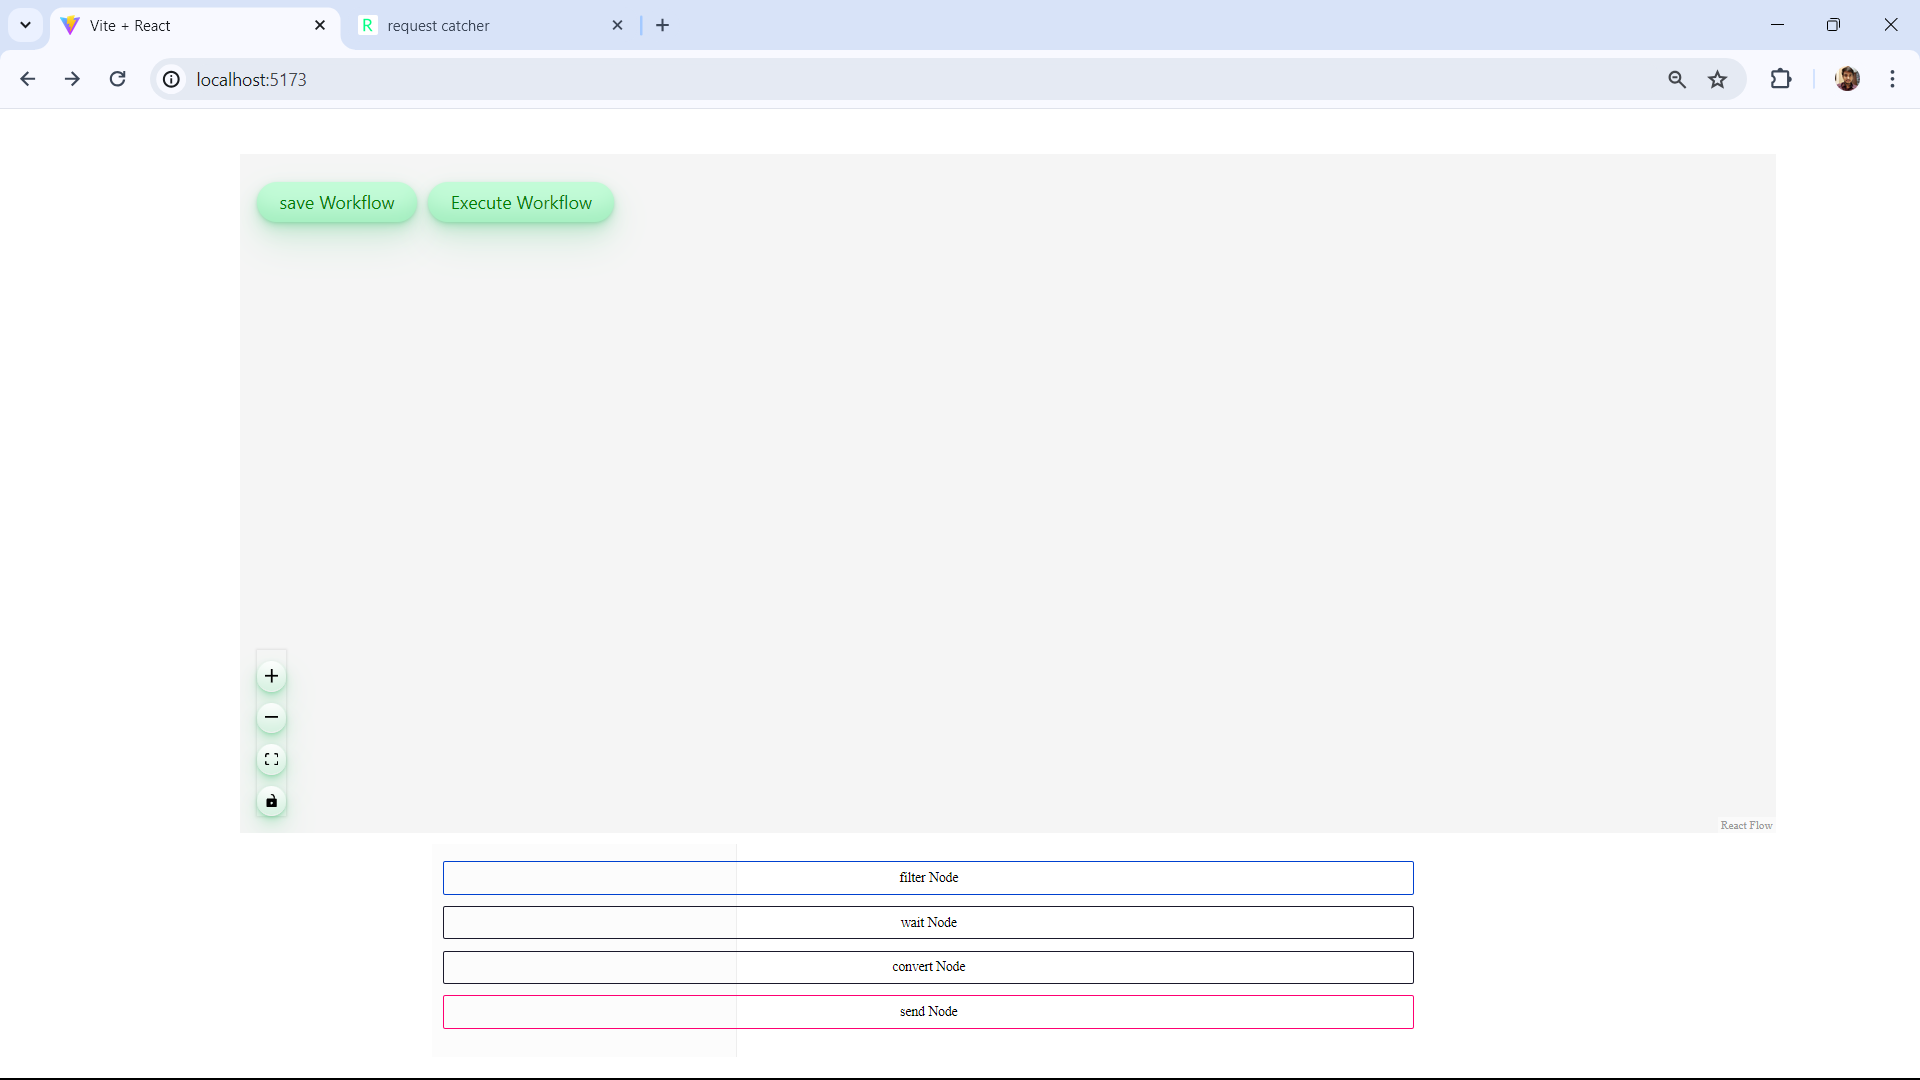 Vite + React
request catcher
localhost:5173
save Workflow
Execute Workflow
React Flow
filter Node
wait Node
convert Node
send Node